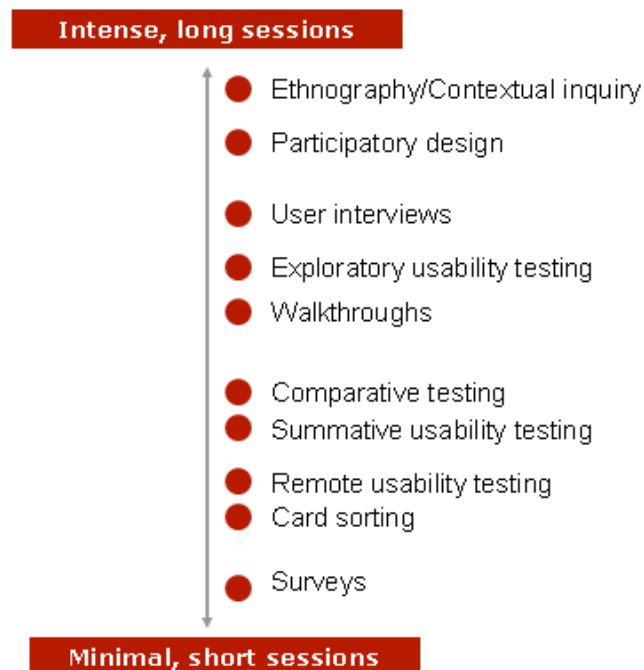 Intense, long sessions
Ethnography/Contextual inquiry
Participatory design
User interviews
Exploratory usability testing
Walkthroughs
Comparative testing
Summative usability testing
Remote usability testing
Card sorting
Surveys
Minimal, short sessions